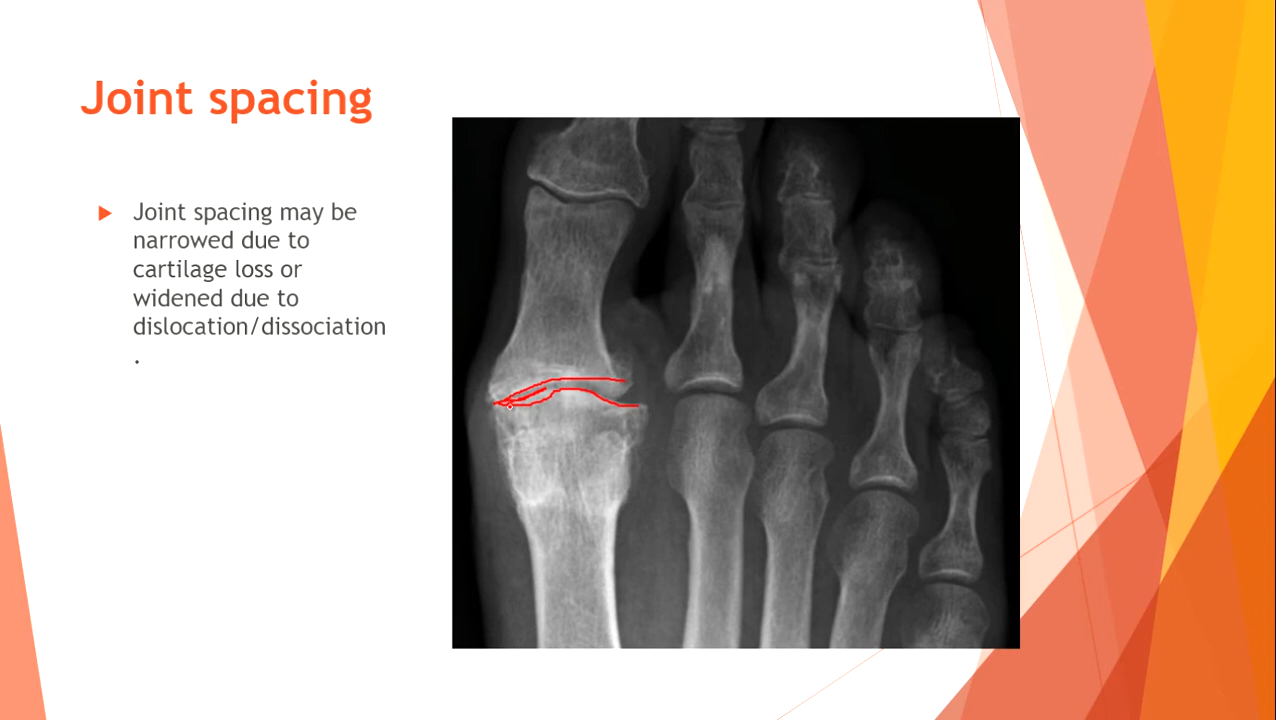 Joint spacing
Joint spacing may be
narrowed due to
cartilage loss or
widened due to
dislocation/dissociation
.